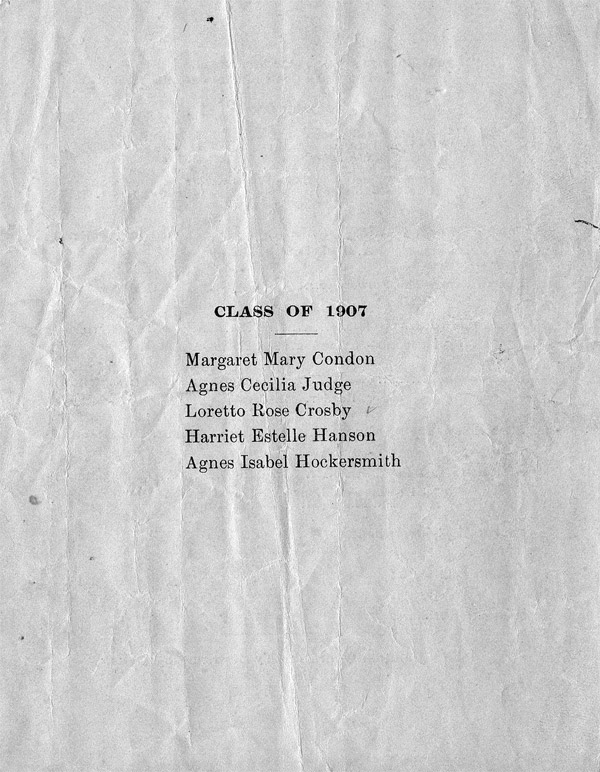 CLASS OF 1907
Margaret Mary Condon
Agnes Cecilia Judge
Loretto Rose Crosby
Harriet Estelle Hanson
Agnes Isabel Hockersmith